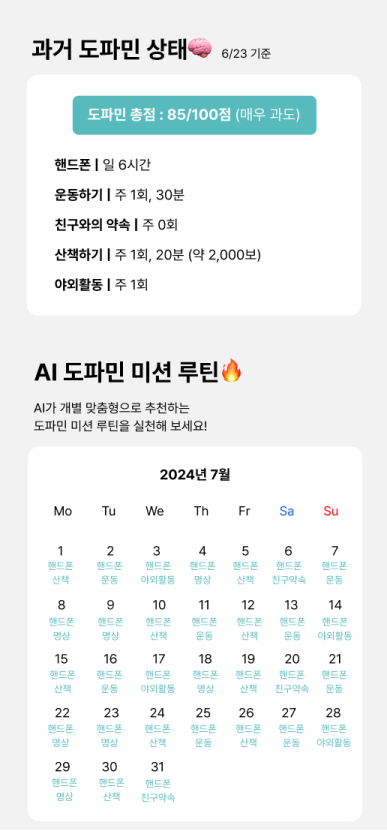 과거 도파민 상태🧠 6/23 기준
도파민 총점 : 85/100점 (매우 과도)
핸드폰 | 일 6시간
운동하기 | 주 1회, 30분
친구와의 약속 | 주 0회
산책하기 | 주 1회, 20분 (약 2,000보)
야외활동 | 주 1회
AI 도파민 미션 루틴🔥
AI가 개별 맞춤형으로 추천하는
도파민 미션 루틴을 실천해 보세요!
2024년 7월
Mo Tu We Th Fr Sa Su
1 2 3 4 5 6 7
핸드폰 핸드폰 핸드폰 핸드폰 핸드폰 핸드폰 핸드폰
산책 운동 야외활동 명상 산책 친구약속 운동
8 9 10 11 12 13 14
핸드폰 핸드폰 핸드폰 핸드폰 핸드폰 핸드폰 핸드폰
명상 명상 산책 운동 산책 운동 야외활동
15 16 17 18 19 20 21
핸드폰 핸드폰 핸드폰 핸드폰 핸드폰 핸드폰 핸드폰
산책 운동 야외활동 명상 산책 친구약속 운동
22 23 24 25 26 27 28
핸드폰 핸드폰 핸드폰 핸드폰 핸드폰 핸드폰 핸드폰
명상 명상 산책 운동 산책 운동 야외활동
29 30 31
핸드폰 핸드폰 핸드폰
명상 산책 친구약속